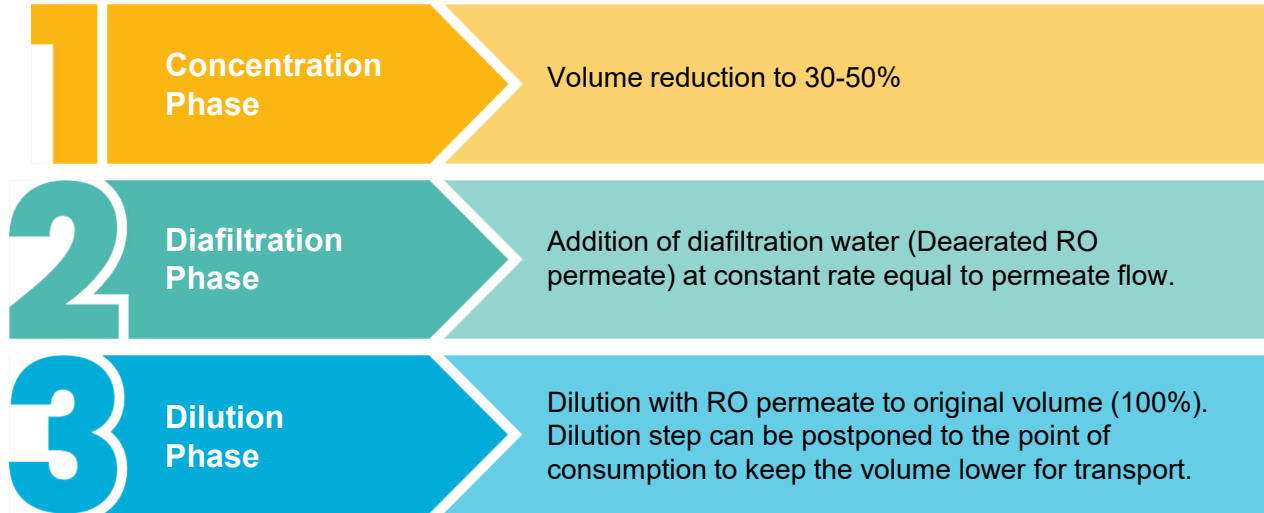 1
Concentration
Phase
Volume reduction to 30-50%
2
Diafiltration
Phase
Addition of diafiltration water (Deaerated RO
permeate) at constant rate equal to permeate flow.
3
Dilution
Phase
Dilution with RO permeate to original volume (100%).
Dilution step can be postponed to the point of
consumption to keep the volume lower for transport.